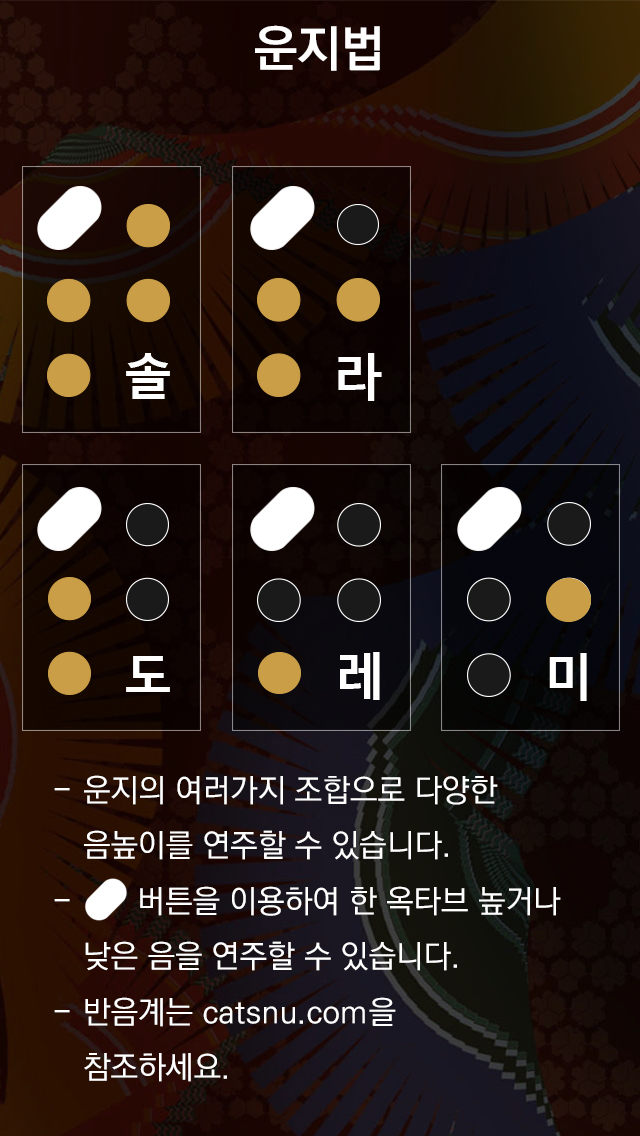 운지법
솔
라
도
레
미
- 운지의 여러가지 조합으로 다양한
음높이를 연주할 수 있습니다.
- 버튼을 이용하여 한 옥타브 높거나
낮은 음을 연주할 수 있습니다.
- 반음계는 catsnu.com을
참조하세요.